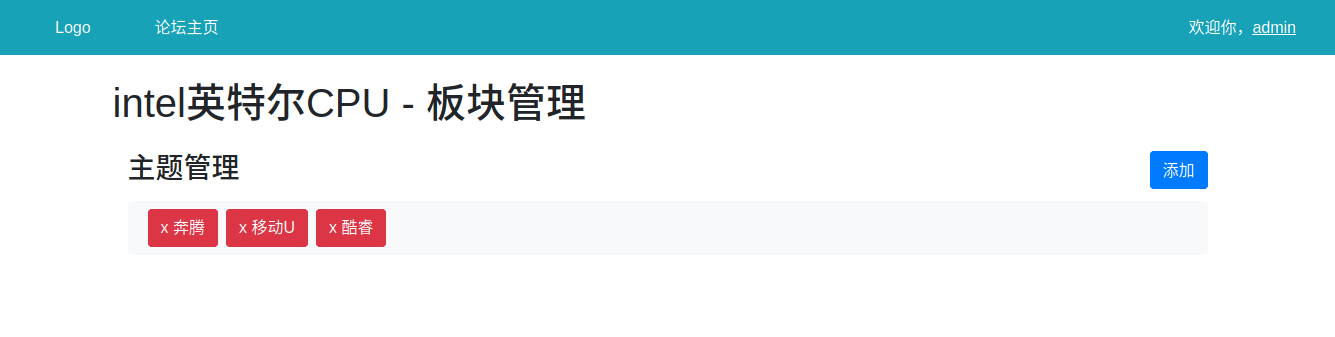 Logo 论坛主页 欢迎你，admin
intel英特尔CPU - 板块管理
主题管理 添加
x 奔腾 x 移动U x 酷睿